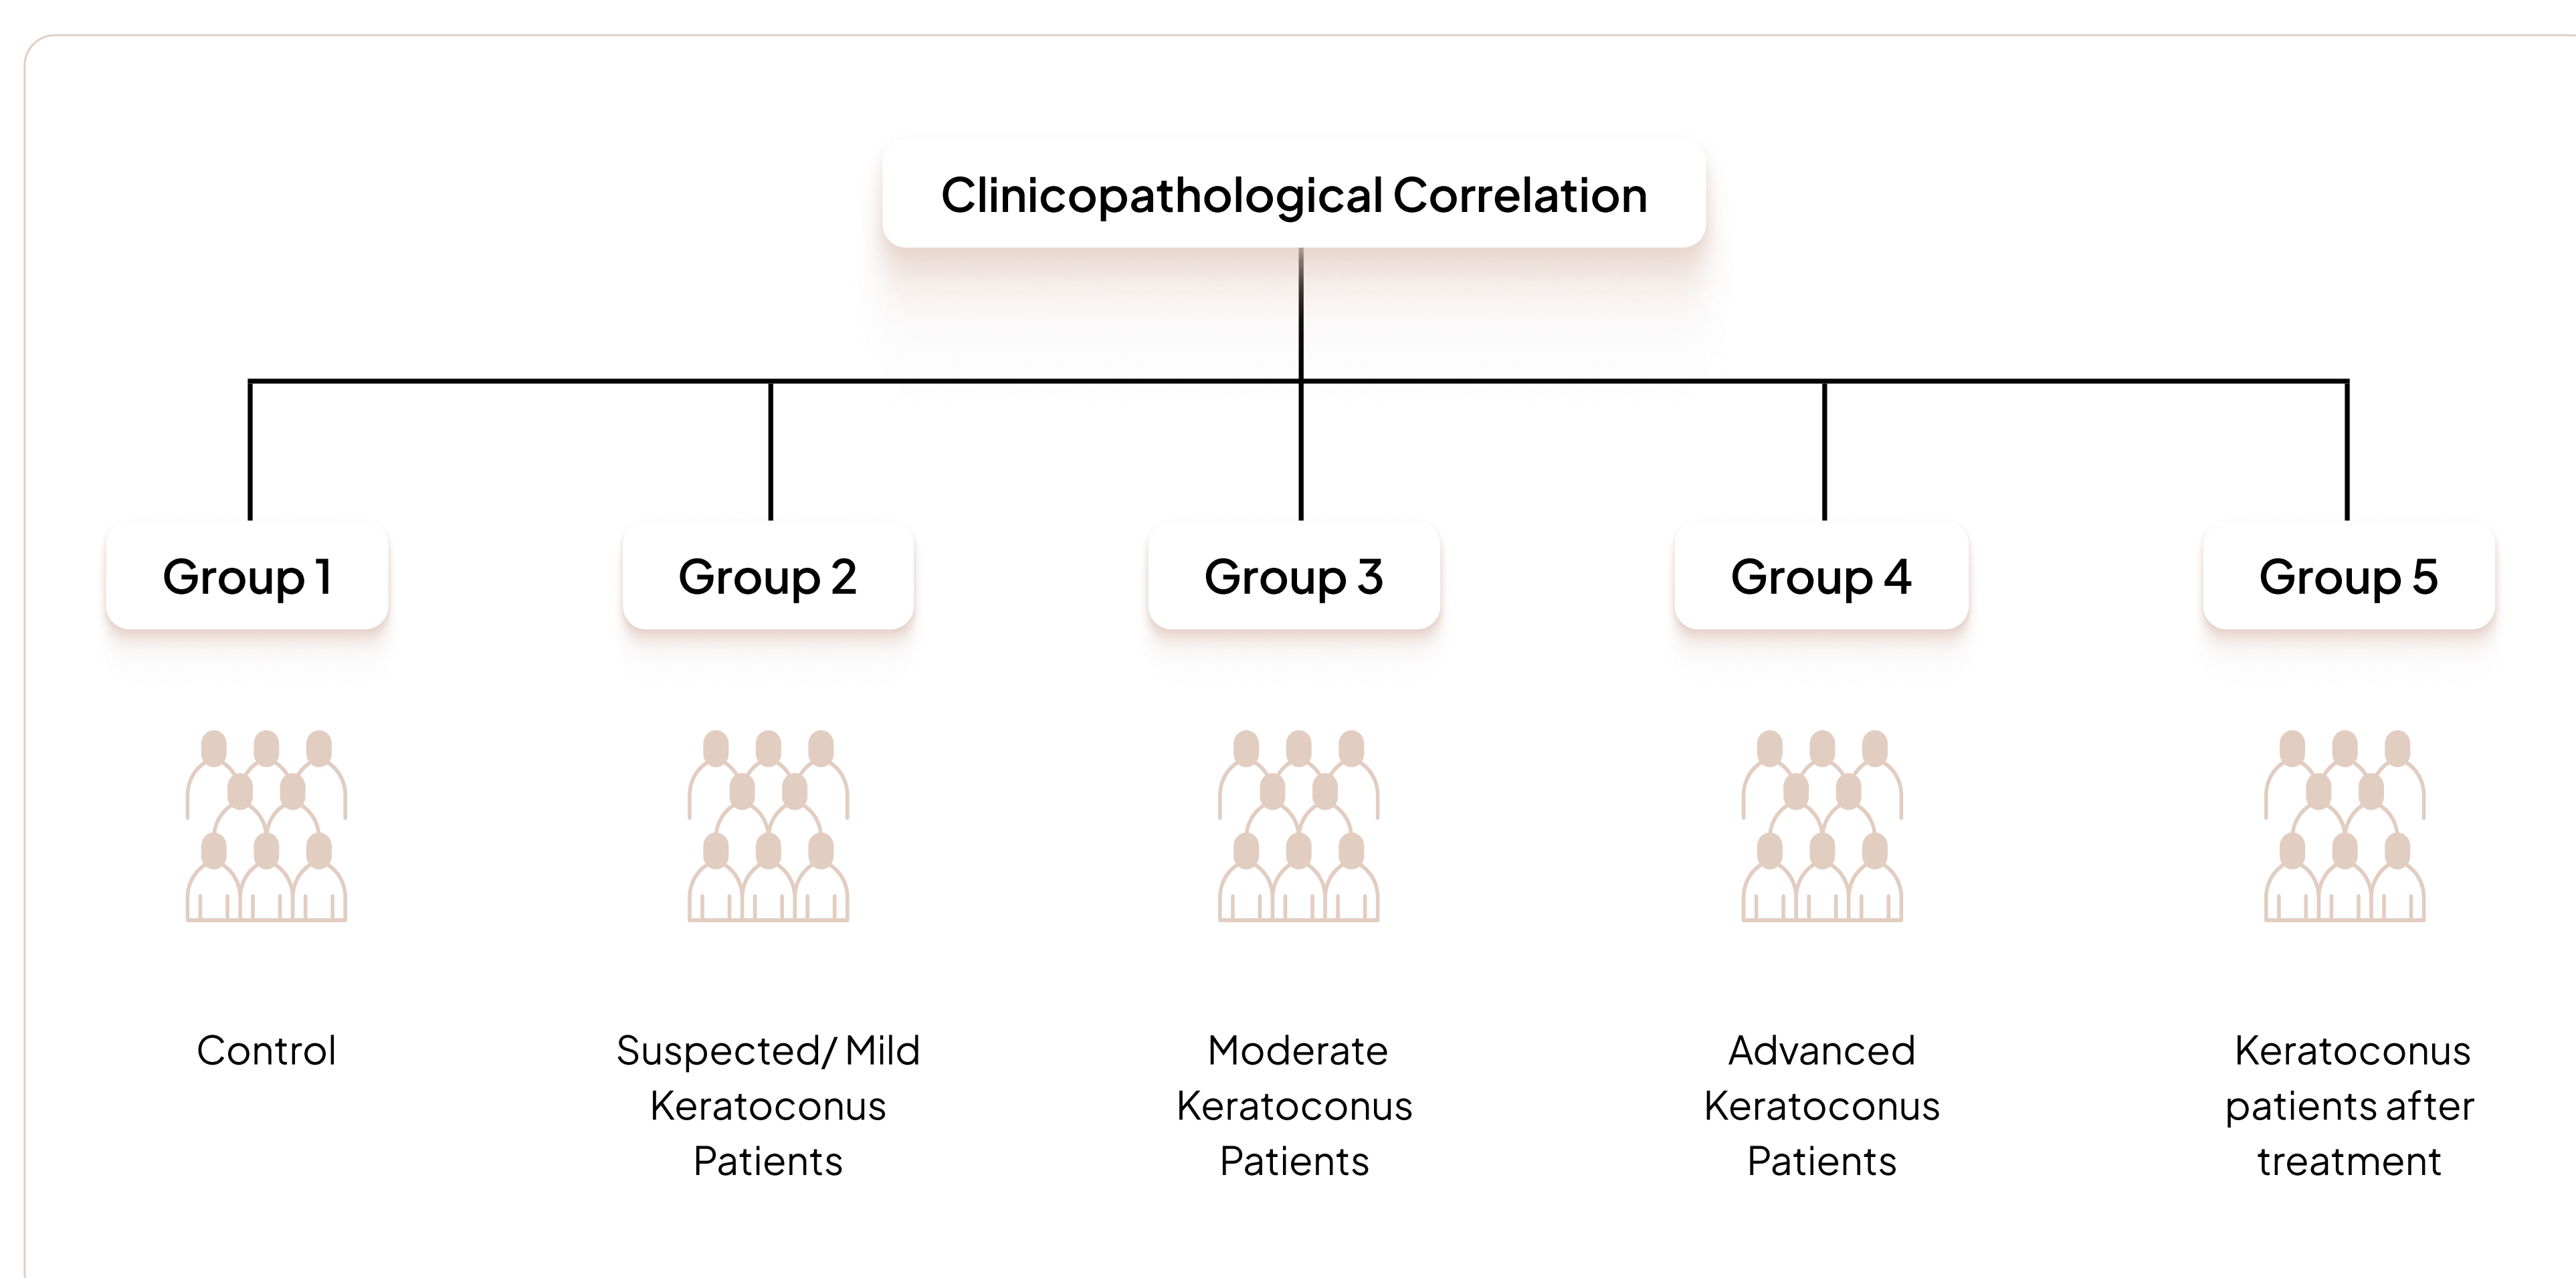 Clinicopathological Correlation
Group 1
Group 2
Group 3
Group 4
Group 5
Control
Suspected/ Mild
Keratoconus
Patients
Moderate
Keratoconus
Patients
Advanced
Keratoconus
Patients
Keratoconus
patients after
treatment